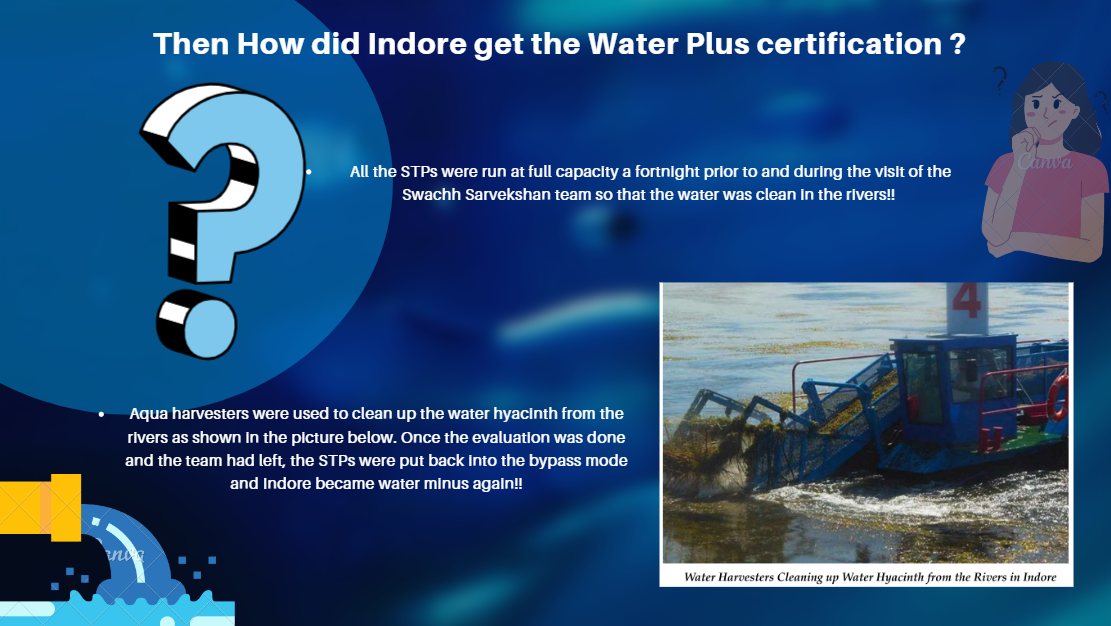 Then How did Indore get the Water Plus certification ?
• All the STPs were run at full capacity a fortnight prior to and during the visit of the
Swachh Sarvekshan team so that the water was clean in the rivers!!
Canva
4
• Aqua harvesters were used to clean up the water hyacinth from the
rivers as shown in the picture below. Once the evaluation was done
and the team had left, the STPs were put back into the bypass mode
and Indore became water minus again!!
Canva
Water Harvesters Cleaning up Water Hyacinth from the Rivers in Indore